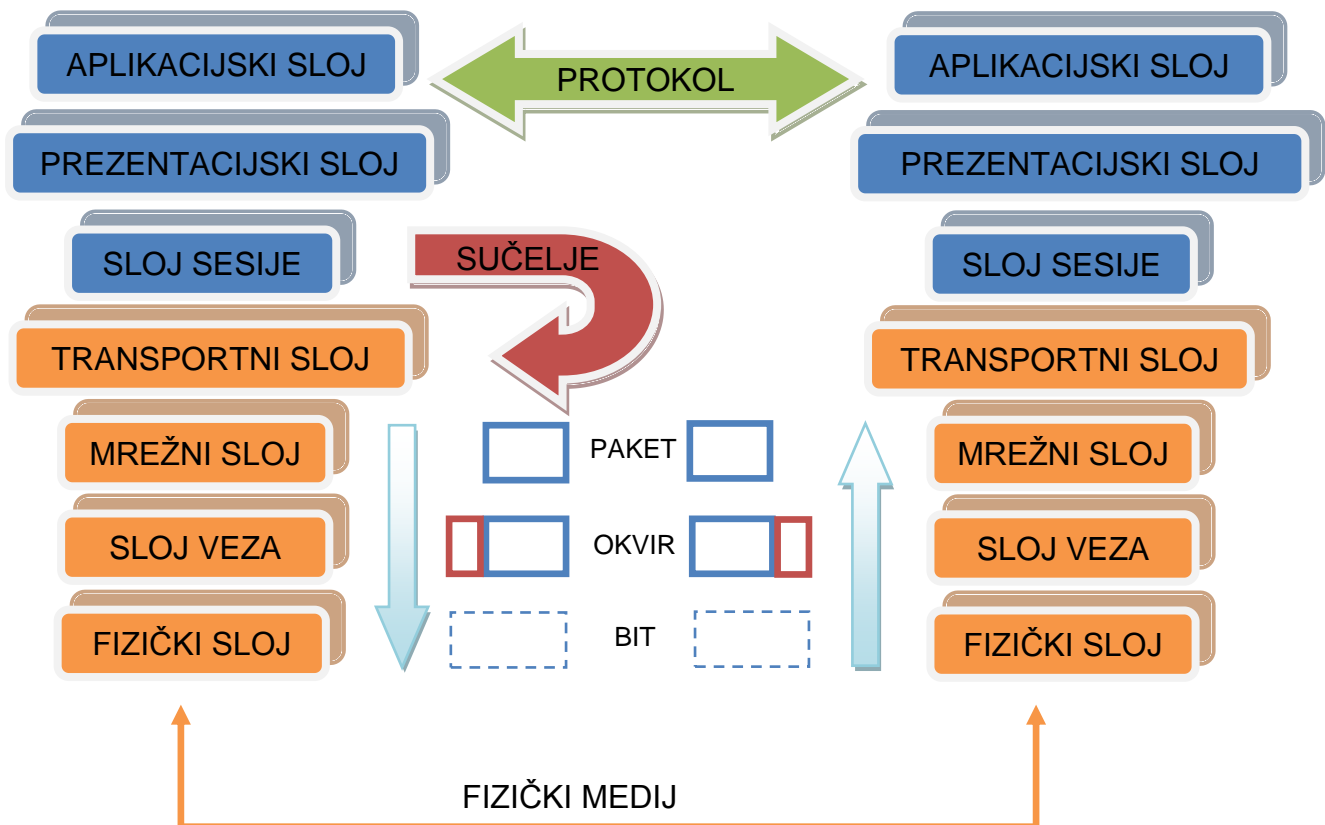 APLIKACIJSKI SLOJ
PROTOKOL
APLIKACIJSKI SLOJ
PREZENTACIJSKI SLOJ
PREZENTACIJSKI SLOJ
SLOJ SESIJE
SUČELJE
SLOJ SESIJE
TRANSPORTNI SLOJ
TRANSPORTNI SLOJ
MREŽNI SLOJ
PAKET
MREŽNI SLOJ
SLOJ VEZA
OKVIR
SLOJ VEZA
FIZIČKI SLOJ
BIT
FIZIČKI SLOJ
FIZIČKI MEDIJ